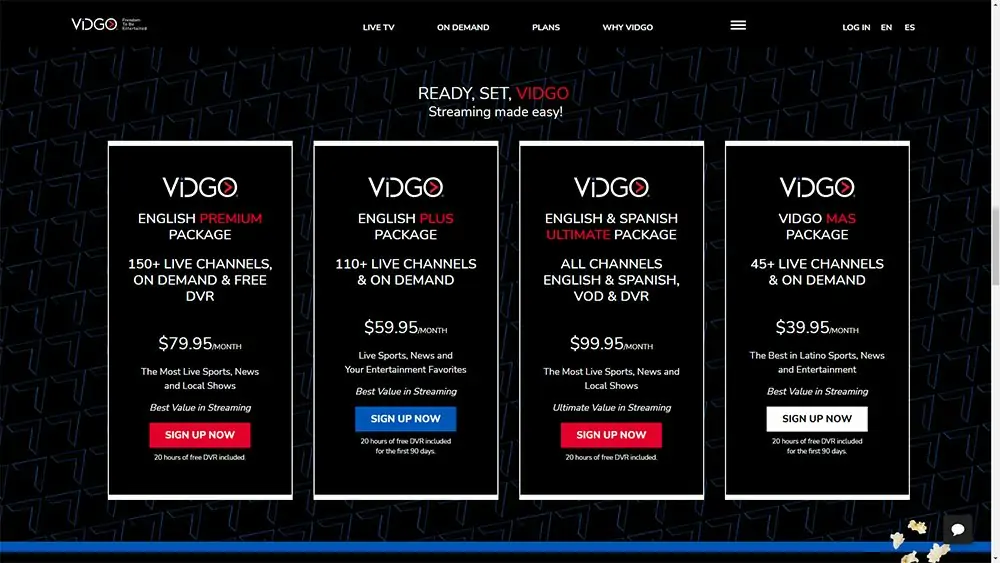 ViDGO
Freedom
To Be
Entertained
LIVE TV
ON DEMAND
PLANS
WHY VIDGO
LOG IN
EN
ES
READY, SET, VIDGO
Streaming made easy!
ViDGO
ENGLISH PREMIUM
PACKAGE
150+ LIVE CHANNELS,
ON DEMAND & FREE
DVR
$79.95/MONTH
The Most Live Sports, News
and Local Shows
Best Value in Streaming
SIGN UP NOW
20 hours of free DVR included.
ViDGO
ENGLISH PLUS
PACKAGE
110+ LIVE CHANNELS
& ON DEMAND
$59.95/MONTH
Live Sports, News and
Your Entertainment Favorites
Best Value in Streaming
SIGN UP NOW
20 hours of free DVR included
for the first 90 days.
ViDGO
ENGLISH & SPANISH
ULTIMATE PACKAGE
ALL CHANNELS
ENGLISH & SPANISH,
VOD & DVR
$99.95/MONTH
The Most Live Sports, News and
Local Shows
Ultimate Value in Streaming
SIGN UP NOW
20 hours of free DVR included.
ViDGO
VIDGO MAS
PACKAGE
45+ LIVE CHANNELS
& ON DEMAND
$39.95/MONTH
The Best in Latino Sports, News
and Entertainment
Best Value in Streaming
SIGN UP NOW
20 hours of free DVR included
for the first 90 days.